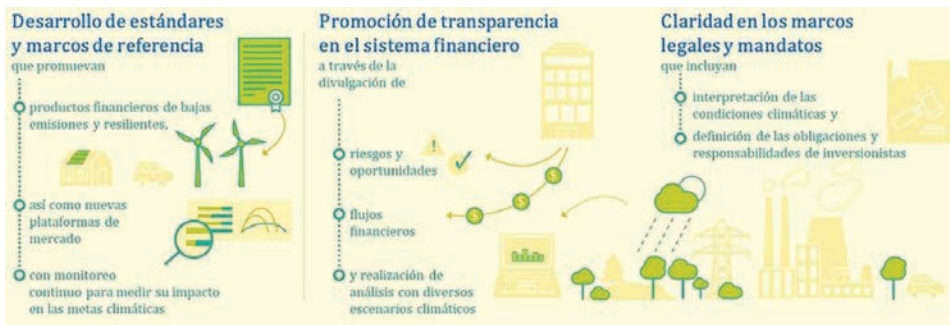 Desarrollo de estándares
y marcos de referencia
que promuevan
productos financieros de bajas
emisiones y resilientes,
así como nuevas
plataformas de
mercado
con monitoreo
continuo para medir su impacto
en las metas climáticas
Promoción de transparencia
en el sistema financiero
a través de la
divulgación de
riesgos y
oportunidades
flujos
financieros
y realización de
análisis con diversos
escenarios climáticos
Claridad en los marcos
legales y mandatos
que incluyan
interpretación de las
condiciones climáticas y
definición de las obligaciones y
responsabilidades de inversionistas